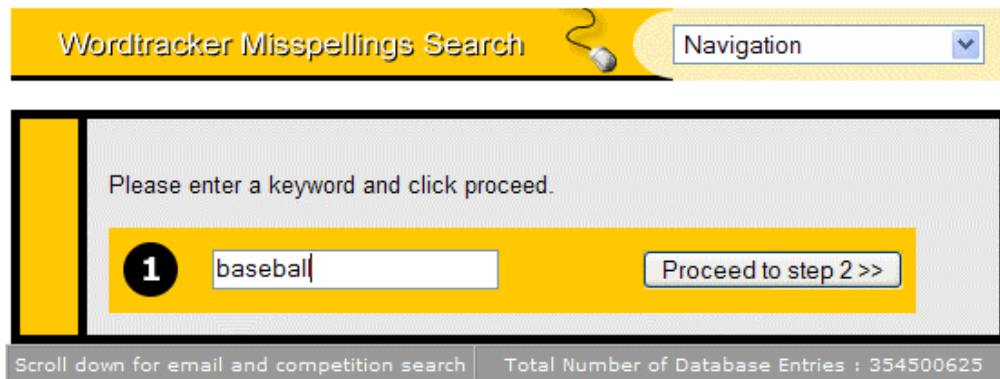 Wordtracker Misspellings Search
Navigation
Please enter a keyword and click proceed.
1
baseball
Proceed to step 2 >>
Scroll down for email and competition search
Total Number of Database Entries : 354500625